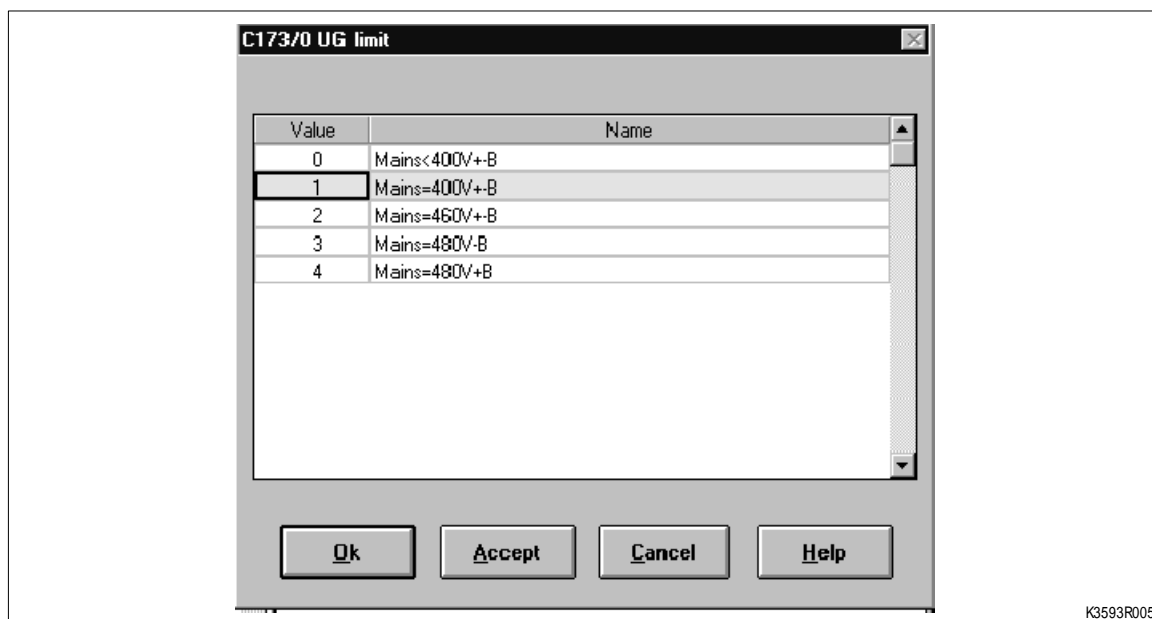 C173/0 UG limit
Value Name
0 Mains<400V+-B
1 Mains=400V+-B
2 Mains=460V+-B
3 Mains=480V-B
4 Mains=480V+B
Ok Accept Cancel Help
K3593R005